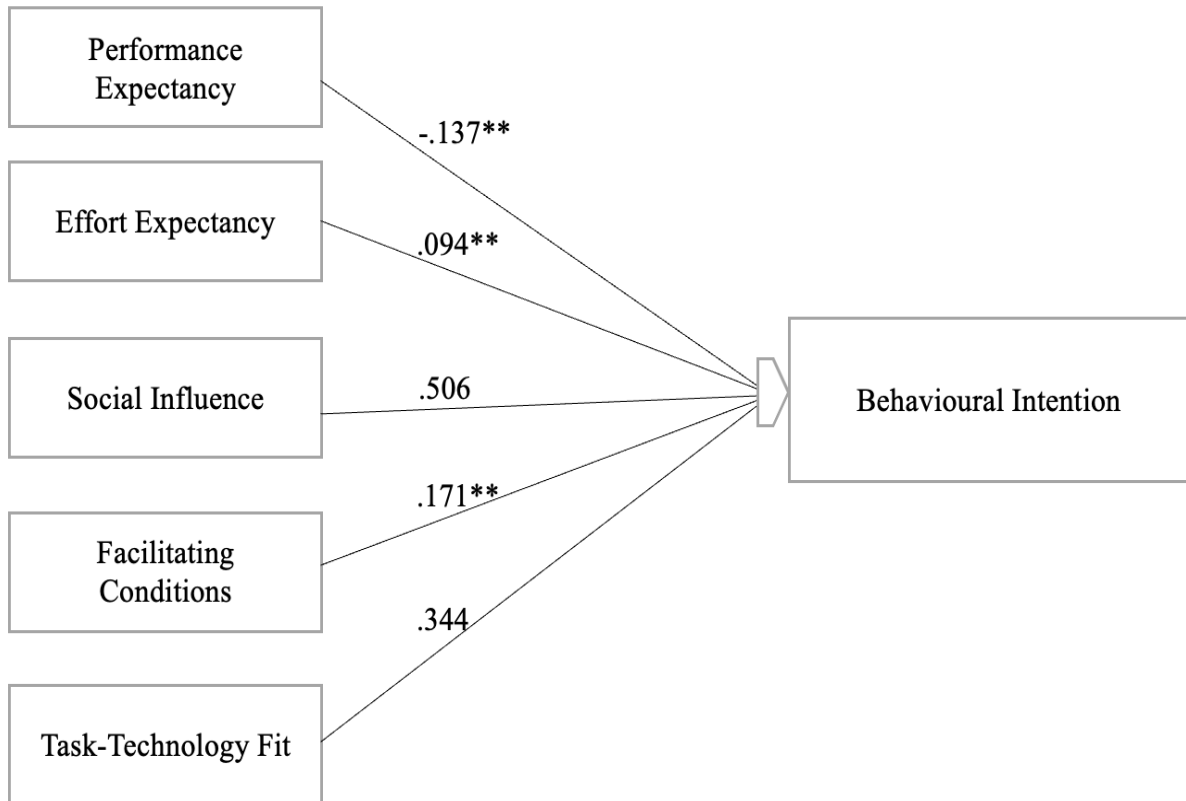 Performance
Expectancy
-.137**
Effort Expectancy
.094**
Social Influence
.506
Behavioural Intention
.171**
Facilitating
Conditions
.344
Task-Technology Fit